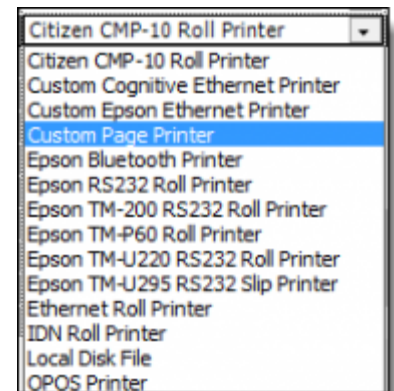 Citizen CMP-10 Roll Printer
Citizen CMP-10 Roll Printer
Custom Cognitive Ethernet Printer
Custom Epson Ethernet Printer
Custom Page Printer
Epson Bluetooth Printer
Epson RS232 Roll Printer
Epson TM-200 RS232 Roll Printer
Epson TM-P60 Roll Printer
Epson TM-U220 RS232 Roll Printer
Epson TM-U295 RS232 Slip Printer
Ethernet Roll Printer
IDN Roll Printer
Local Disk File
OPOS Printer